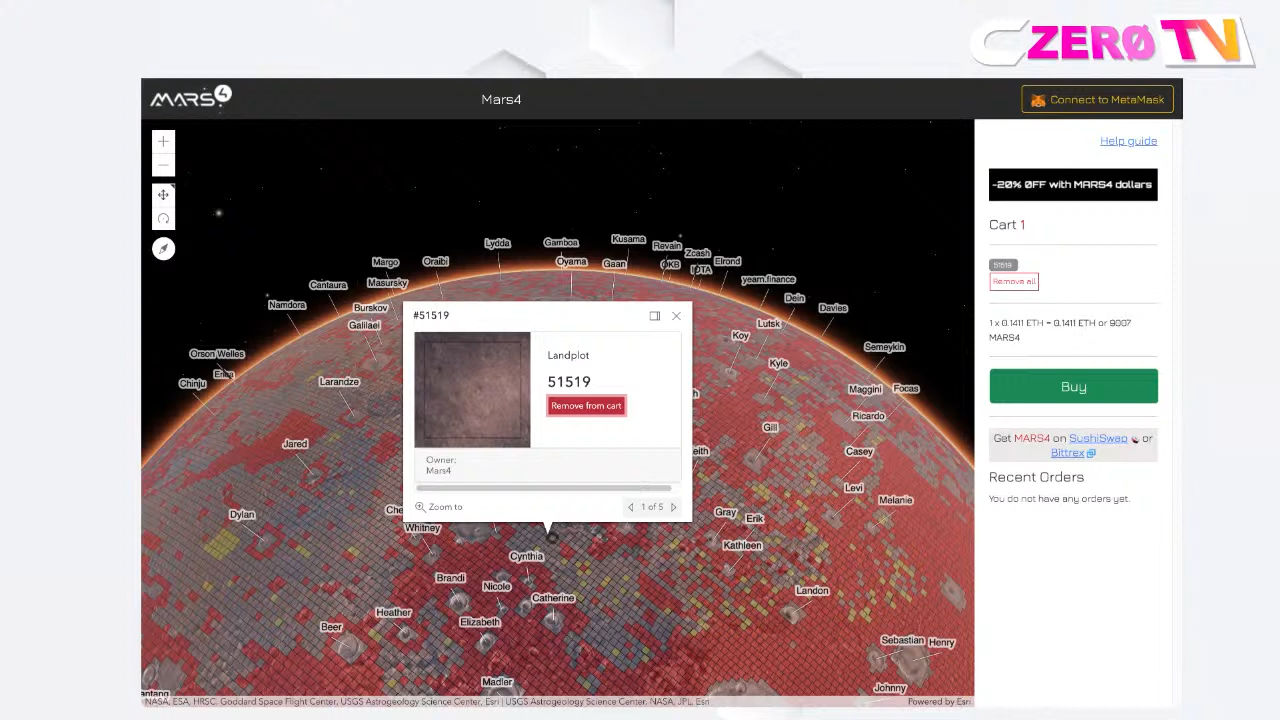 CZERØ TV
MARS4
Mars4
Connect to MetaMask
Help guide
-20% OFF with MARS4 dollars
Cart 1
51519
Remove all
1 x 0.1411 ETH = 0.1411 ETH or 9007
MARS4
Buy
Get MARS4 on SushiSwap or
Bittrex
Recent Orders
You do not have any orders yet.
Lydda
Gamboa
Kusama
Revain
Zcash
Margo
Oraibi
Oyama
Gaan
OKB
IOTA
Elrond
Cantaura
Masursky
yearn.finance
Namdora
Burskov
Dein
Davies
Galilaei
Lutsk
Koy
Semeykin
Orson Welles
Kyle
Chinju
Erica
Larandze
Maggini
Focas
Ricardo
Jared
Gill
Casey
Levi
Melanie
Dylan
Whitney
Gray
Erik
Kathleen
Cynthia
Brandi
Nicole
Catherine
Landon
Heather
Elizabeth
Beer
Sebastian
Henry
Madler
Johnny
#51519
Landplot
51519
Remove from cart
Owner:
Mars4
Zoom to
1 of 5
NASA, ESA, HRSC, Goddard Space Flight Center, USGS Astrogeology Science Center, Esri | USGS Astrogeology Science Center, NASA, JPL, Esri
Powered by Esri